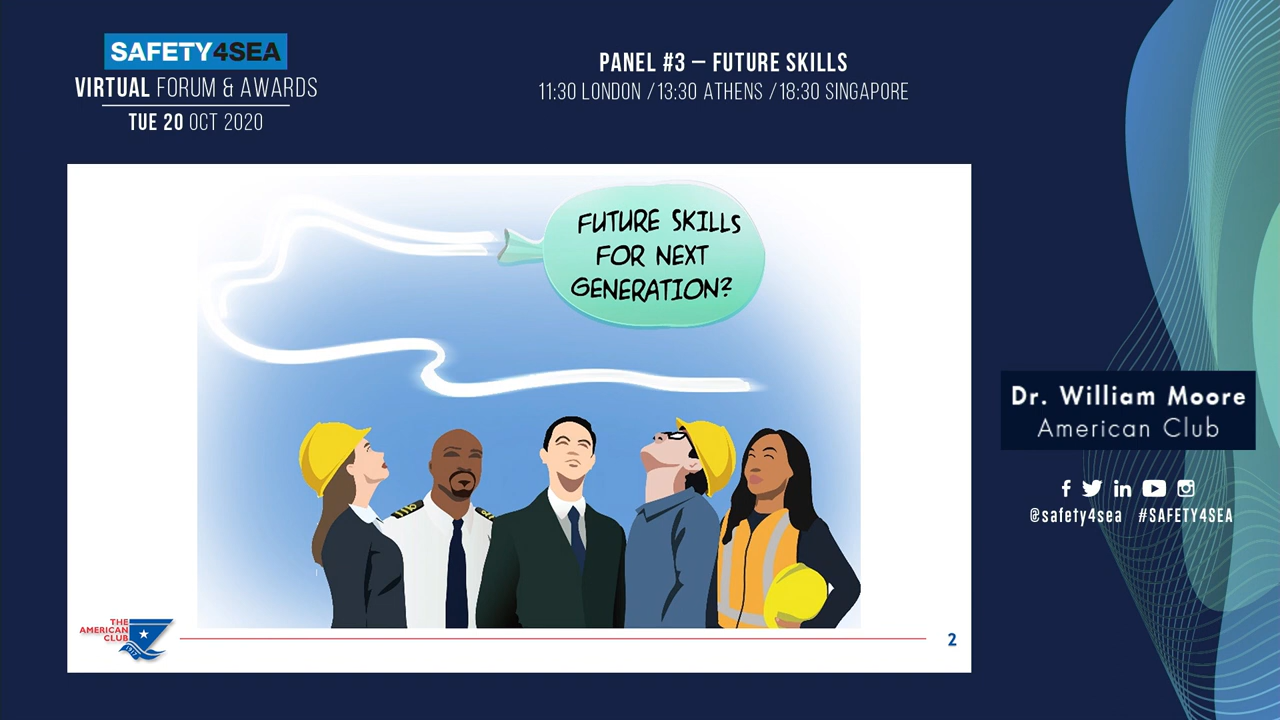 SAFETY4SEA
VIRTUAL FORUM & AWARDS
TUE 20 OCT 2020
PANEL #3 – FUTURE SKILLS
11:30 LONDON / 13:30 ATHENS / 18:30 SINGAPORE
FUTURE SKILLS
FOR NEXT
GENERATION?
THE
AMERICAN
CLUB
1917
2
Dr. William Moore
American Club
@safety4sea #SAFETY4SEA